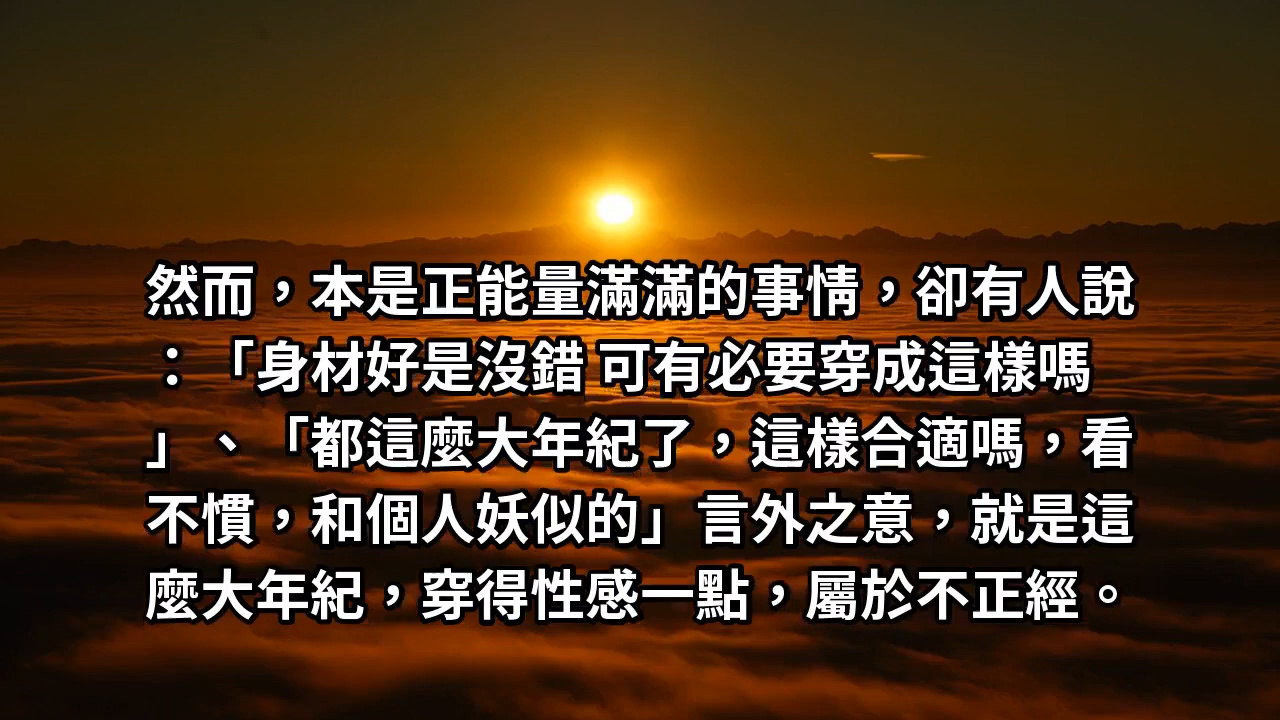 然而，本是正能量滿滿的事情，卻有人說
：「身材好是沒錯 可有必要穿成這樣嗎
」、「都這麼大年紀了，這樣合適嗎，看
不慣，和個人妖似的」言外之意，就是這
麼大年紀，穿得性感一點，屬於不正經。